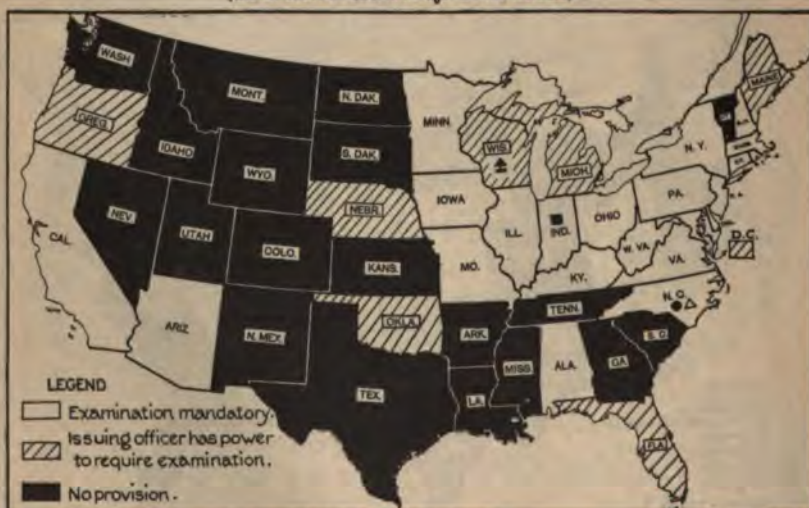 WASH
MONT.
N. DAK.
MINN.
MAINE
OREG.
IDAHO
WYO.
S. DAK.
WIS.
MICH.
N. Y.
NEBR.
IOWA
PA.
NEV.
UTAH
COLO.
ILL.
IND.
OHIO
D.C.
CAL.
KANS.
MO.
KY.
W. VA.
VA.
ARIZ.
N. MEX.
OKLA.
ARK.
TENN.
N. C.
S. C.
TEX.
LA.
MISS.
ALA.
GA.
FLA.
LEGEND
Examination mandatory.
Issuing officer has power
to require examination.
No provision.